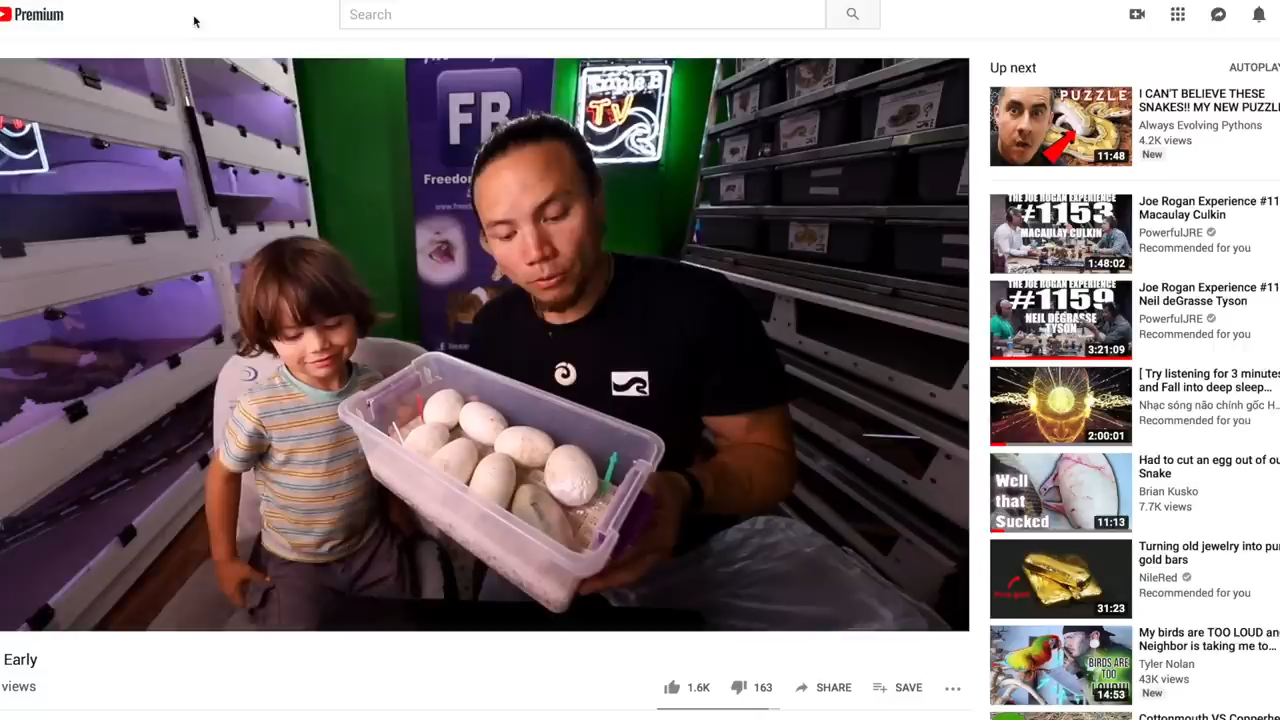 Premium
Search
FB
Freedo
Triple B
TV
Early
views
1.6K
163
SHARE
SAVE
Up next
AUTOPLAY
PUZZLE
11:48
I CAN'T BELIEVE THESE
SNAKES!! MY NEW PUZZL
Always Evolving Pythons
4.2K views
New
THE JOE ROGAN EXPERIENCE
#1153
MACAULAY CULKIN
1:48:02
Joe Rogan Experience #11
Macaulay Culkin
PowerfulJRE
Recommended for you
THE JOE ROGAN EXPERIENCE
#1159
NEIL DEGRASSE
TYSON
3:21:09
Joe Rogan Experience #11
Neil deGrasse Tyson
PowerfulJRE
Recommended for you
2:00:01
[ Try listening for 3 minutes
and Fall into deep sleep...
Nhạc sóng não chính gốc H..
Recommended for you
Well
that
Sucked
11:13
Had to cut an egg out of ou
Snake
Brian Kusko
7.7K views
31:23
Turning old jewelry into pu
gold bars
NileRed
Recommended for you
BIRDS ARE
TOO
LOUD!!
14:53
My birds are TOO LOUD an
Neighbor is taking me to...
Tyler Nolan
43K views
New
Cottonmouth VS Copperhe